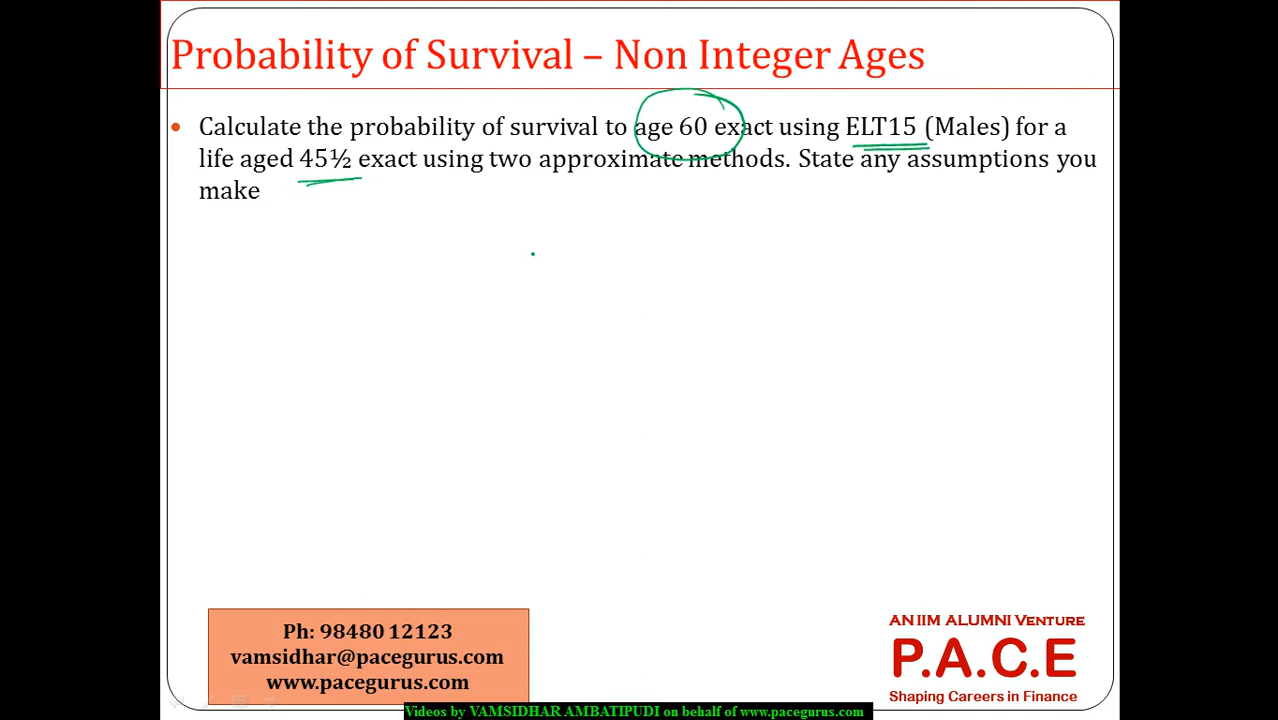 Probability of Survival – Non Integer Ages
• Calculate the probability of survival to age 60 exact using ELT15 (Males) for a
life aged 45½ exact using two approximate methods. State any assumptions you
make
Ph: 98480 12123
vamsidhar@pacegurus.com
www.pacegurus.com
AN IIM ALUMNI VENTURE
P.A.C.E
Shaping Careers in Finance
Videos by VAMSIDHAR AMBATIPUDI on behalf of www.pacegurus.com